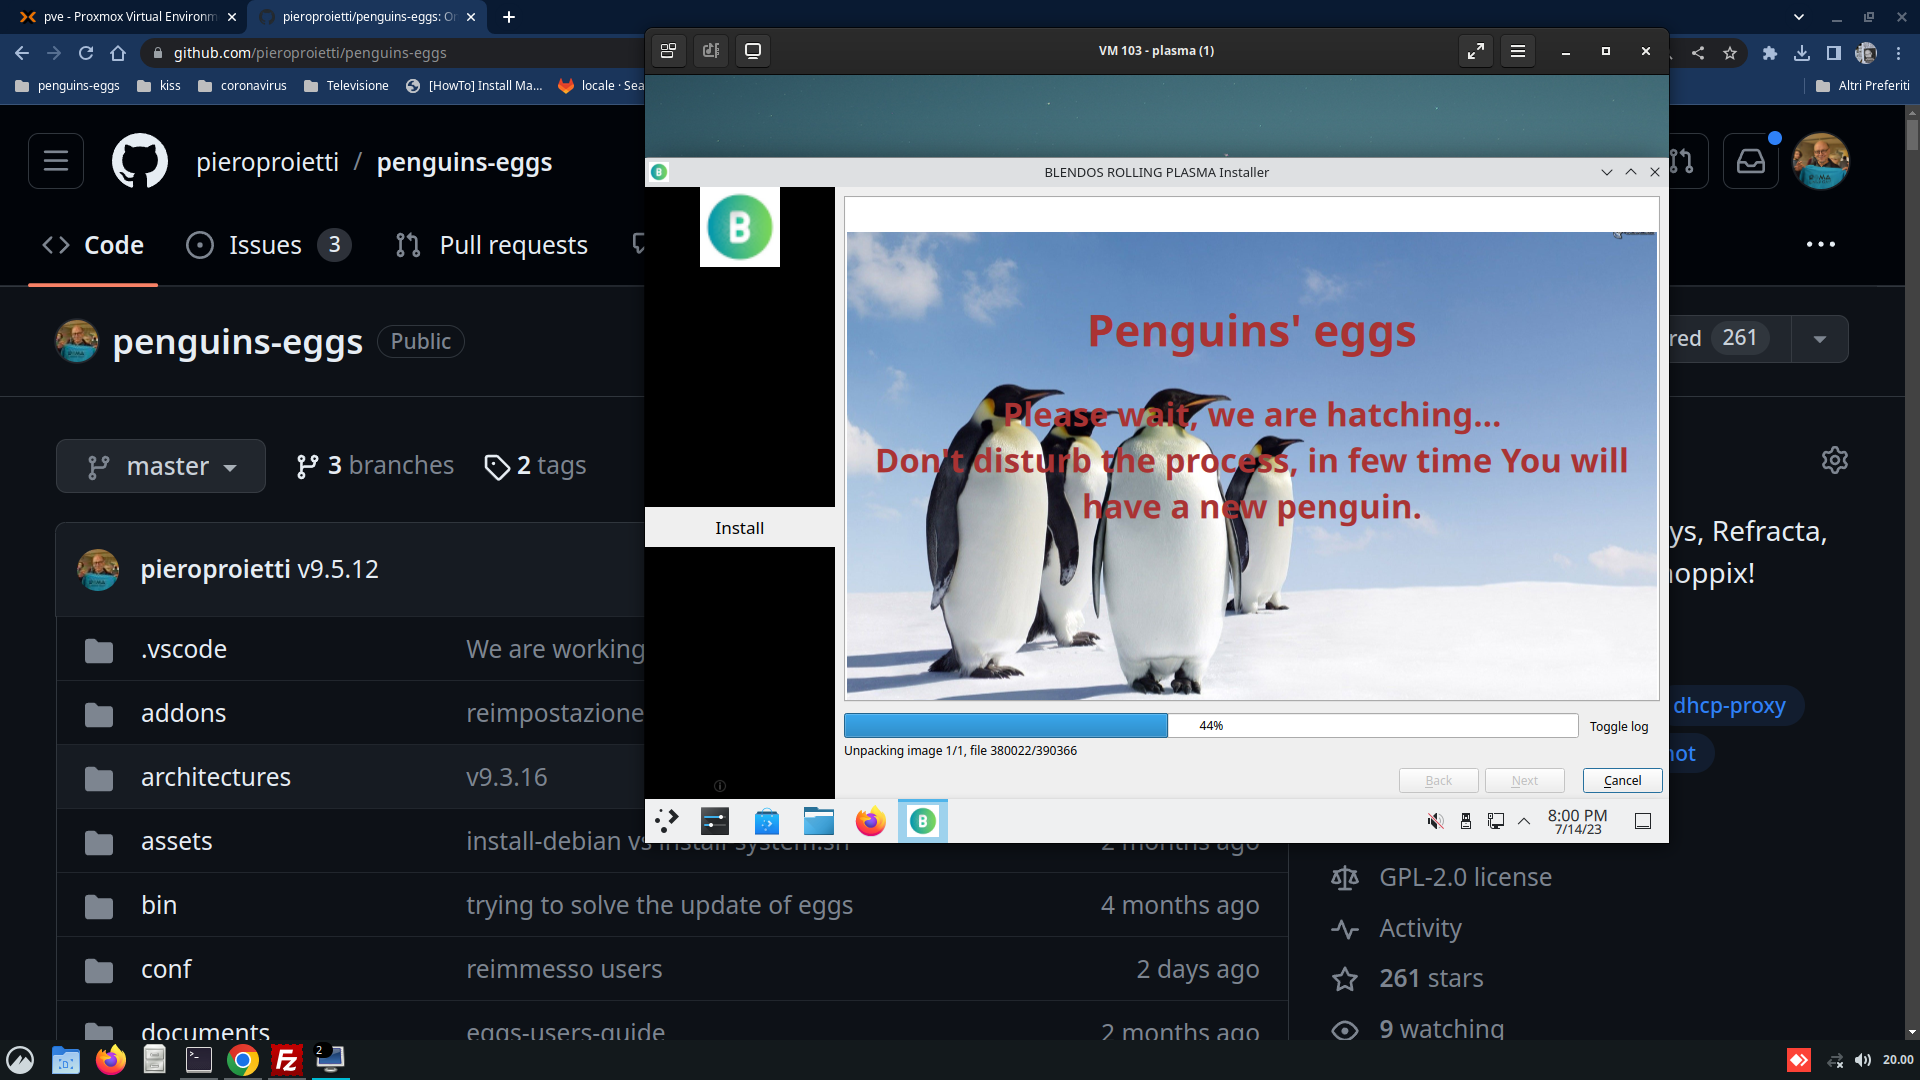 pve - Proxmox Virtual Environm
pieroproietti/penguins-eggs: Or
github.com/pieroproietti/penguins-eggs
penguins-eggs
kiss
coronavirus
Televisione
[HowTo] Install Ma...
locale · Sea
Altri Preferiti
pieroproietti / penguins-eggs
Code
Issues 3
Pull requests
penguins-eggs Public
red 261
master
3 branches
2 tags
ys, Refracta,
noppix!
pieroproietti v9.5.12
.vscode We are working
addons reimpostazione
dhcp-proxy
architectures v9.3.16
assets install-debian vs install-system.sh 2 months ago
bin trying to solve the update of eggs 4 months ago
conf reimmesso users 2 days ago
documents eggs-users-guide 2 months ago
GPL-2.0 license
Activity
261 stars
9 watching
VM 103 - plasma (1)
B
BLENDOS ROLLING PLASMA Installer
B
Install
Penguins' eggs
Please wait, we are hatching...
Don't disturb the process, in few time You will
have a new penguin.
44%
Toggle log
Unpacking image 1/1, file 380022/390366
Back
Next
Cancel
B
8:00 PM
7/14/23
2
Fz
20.00